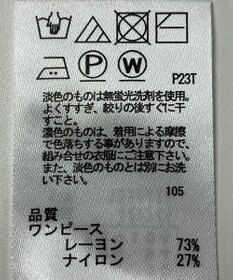 P W
P23T
淡色のものは無蛍光洗剤を使用。
よくすすぎ、絞りの後すぐに干
すこと。
濃色のものは、着用による摩擦
で色落ちする事がありますので、
組み合せの衣服にご注意下さい。
また、淡色のものとは別にお洗
い下さい。
105
品質
ワンピース
レーヨン 73%
ナイロン 27%